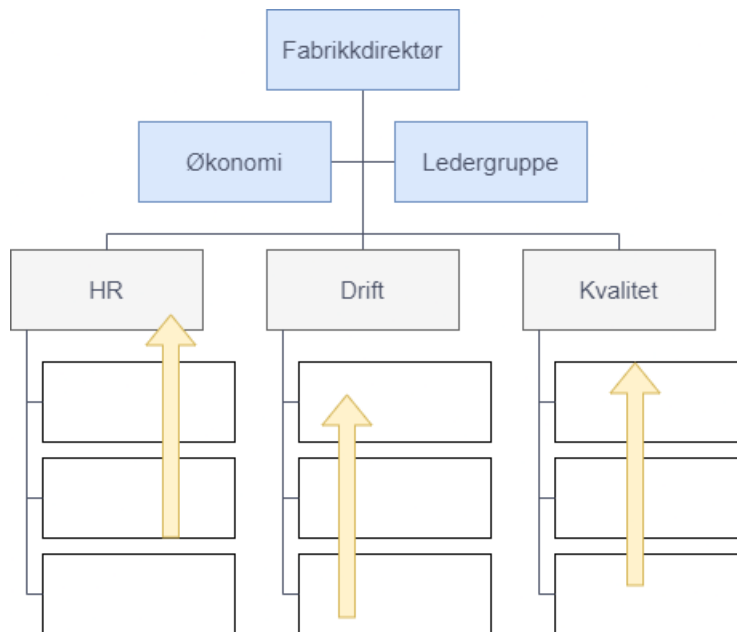 Fabrikkdirektør
Økonomi
Ledergruppe
HR
Drift
Kvalitet